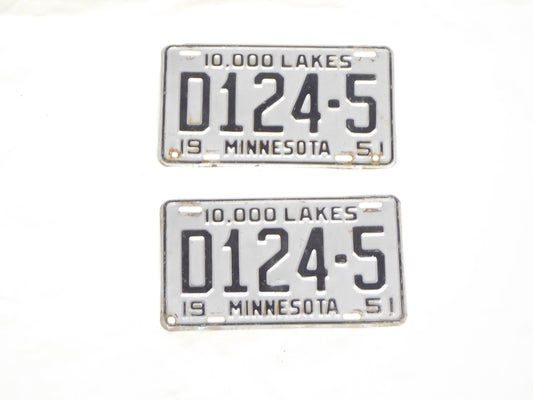 10,000 LAKES
D124-5
19 MINNESOTA 51
10,000 LAKES
D124-5
19 MINNESOTA 51